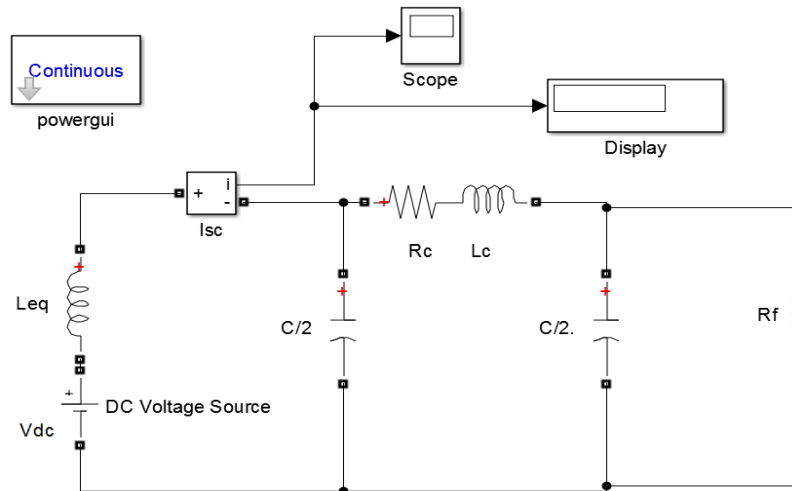 Continuous
powergui
Scope
Display
+ i
-
Isc
+
Rc
Lc
+
Leq
+
C/2
+
C/2.
Rf
+
DC Voltage Source
Vdc